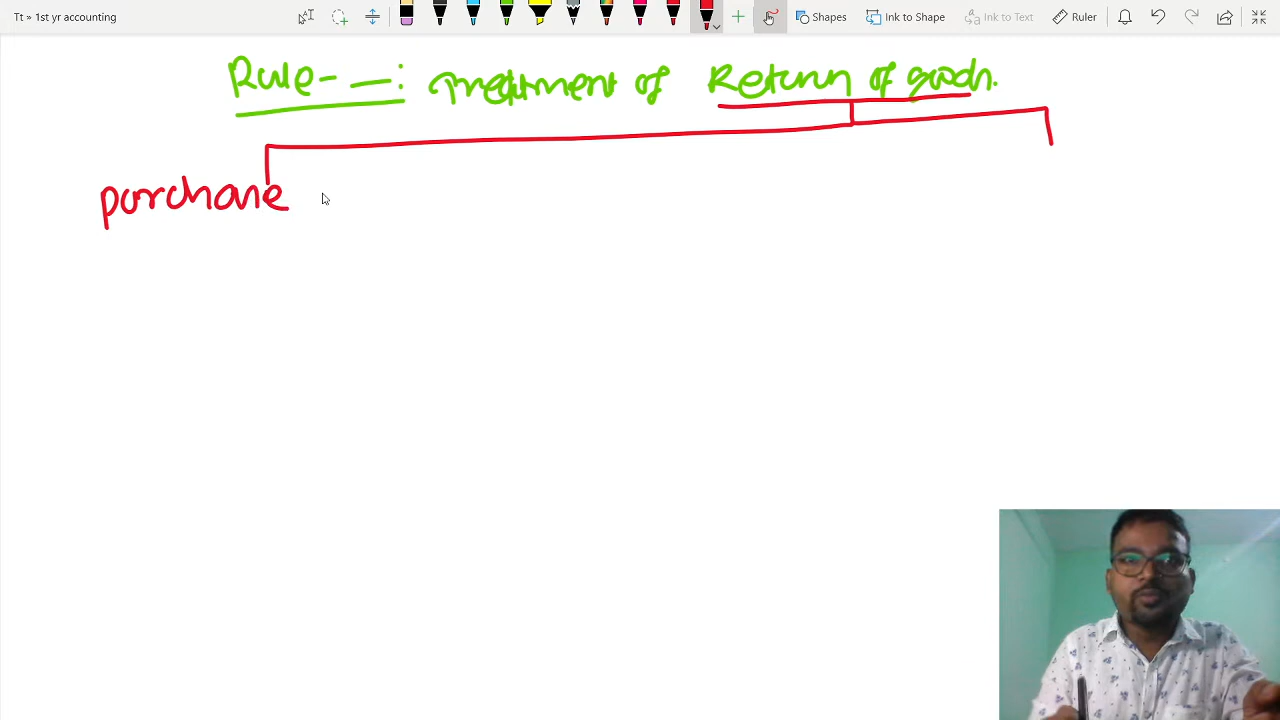 Tt » 1st yr accounting
Shapes Ink to Shape Ink to Text Ruler
Rule- —: Treatment of Return of goods.
purchase